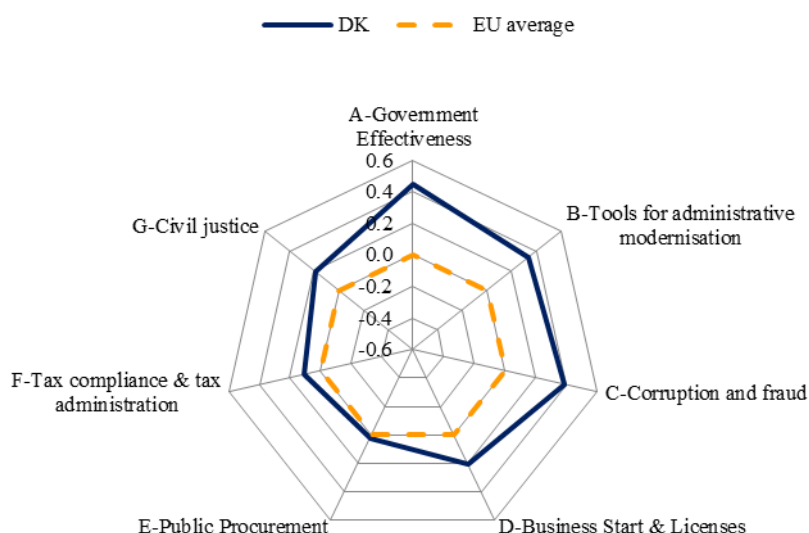 DK
EU average
A-Government
Effectiveness
0.6
0.4
0.2
0.0
-0.2
-0.4
-0.6
B-Tools for administrative
modernisation
G-Civil justice
F-Tax compliance & tax
administration
C-Corruption and fraud
E-Public Procurement
D-Business Start & Licenses